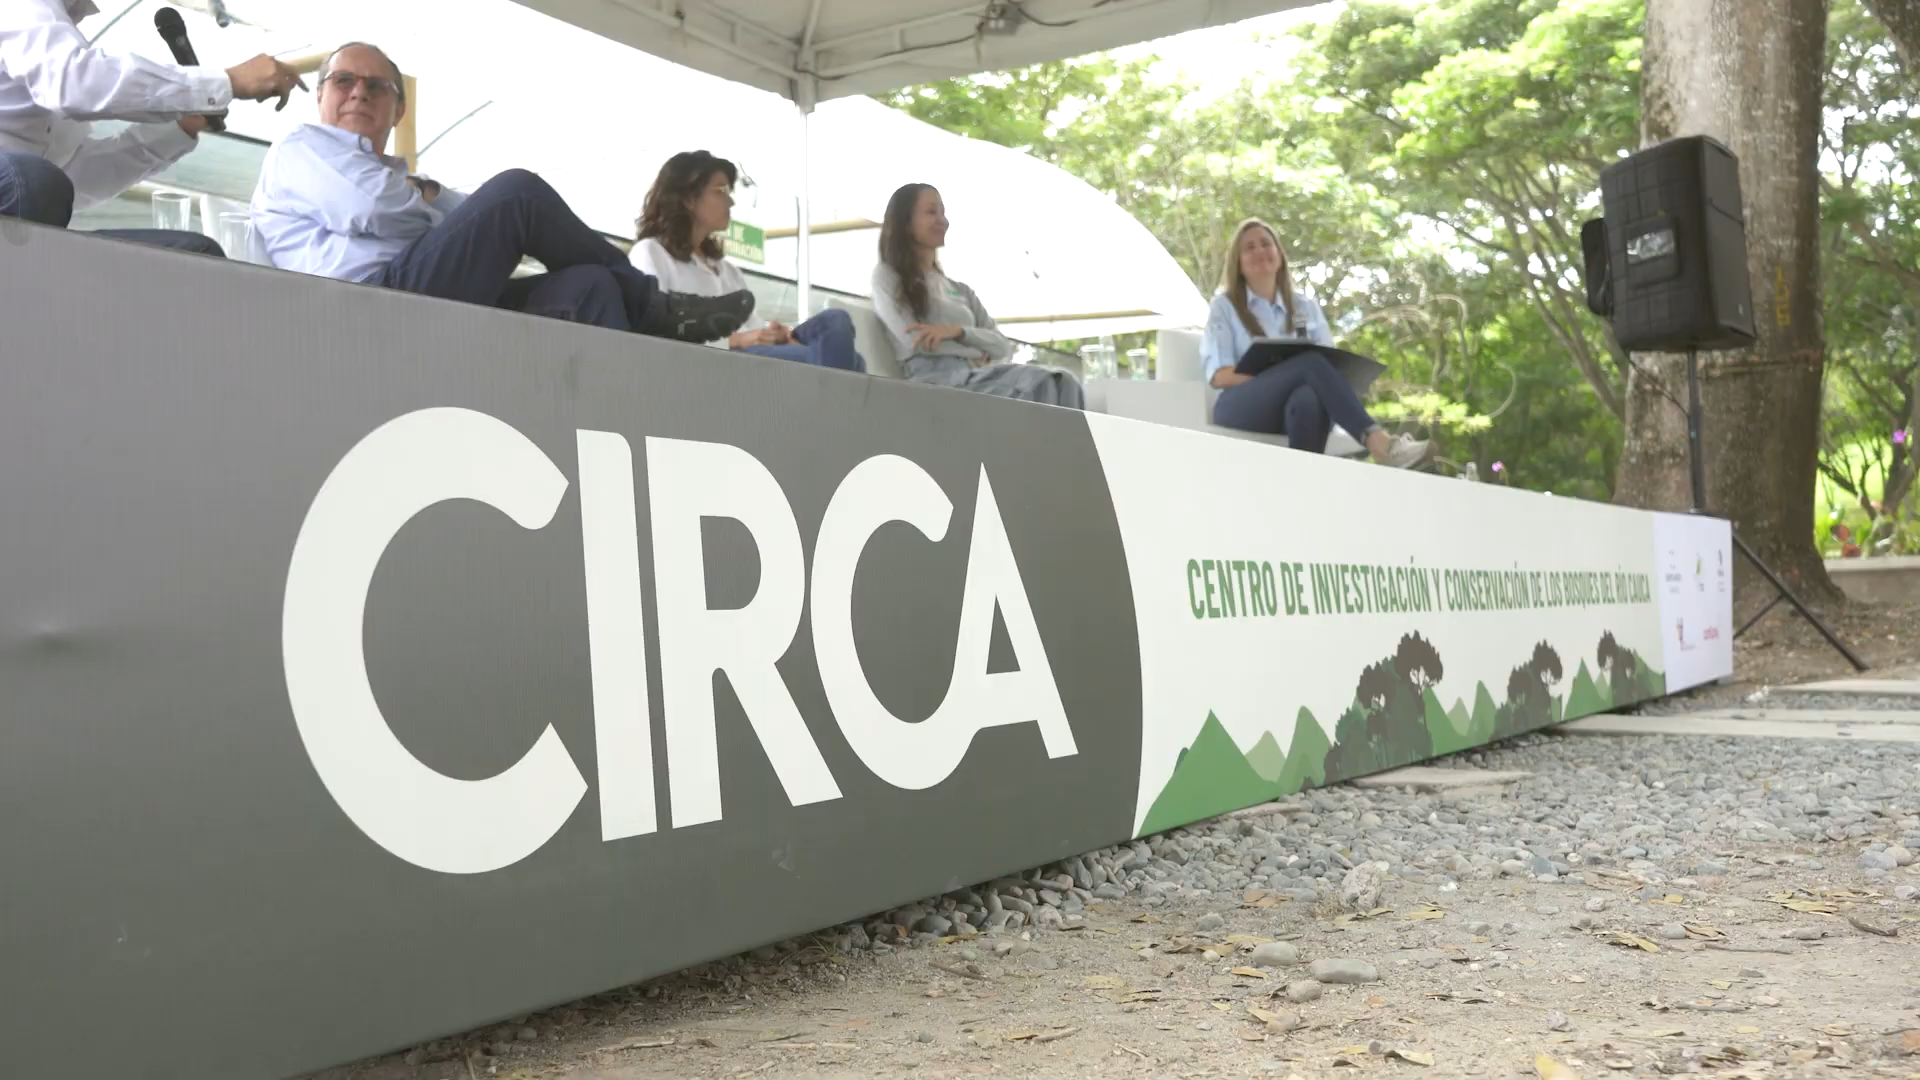 CIRCA
CENTRO DE INVESTIGACIÓN Y CONSERVACIÓN DE LOS BOSQUES DEL RÍO CAUCA